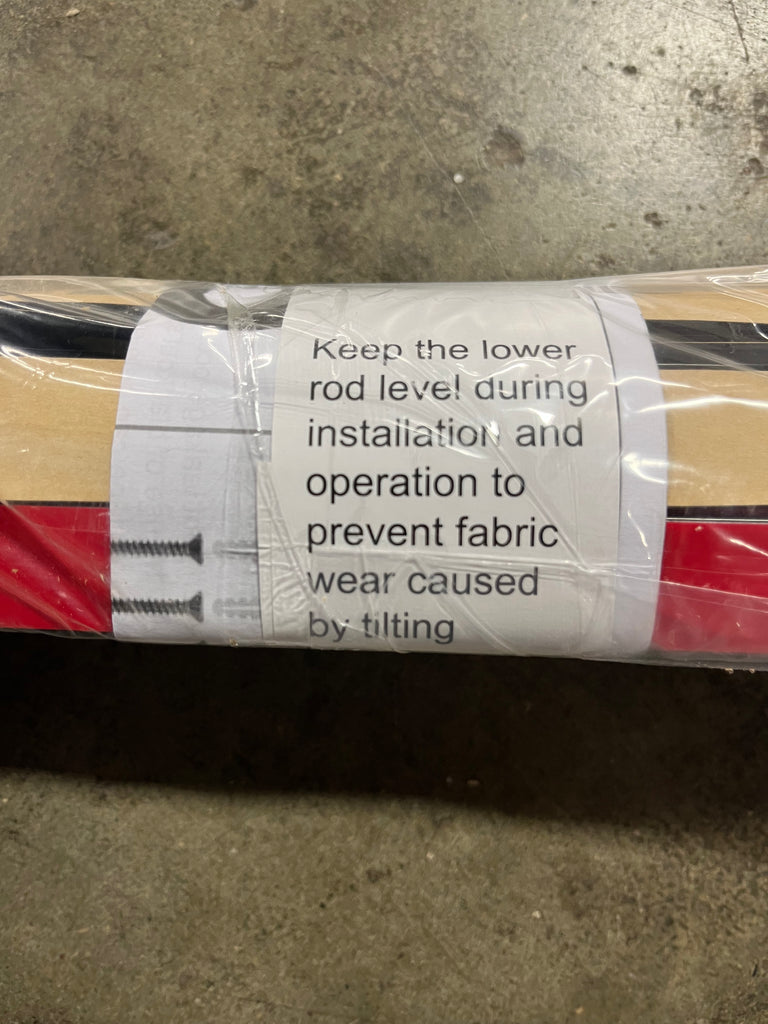 Keep the lower
rod level during
installation and
operation to
prevent fabric
wear caused
by tilting